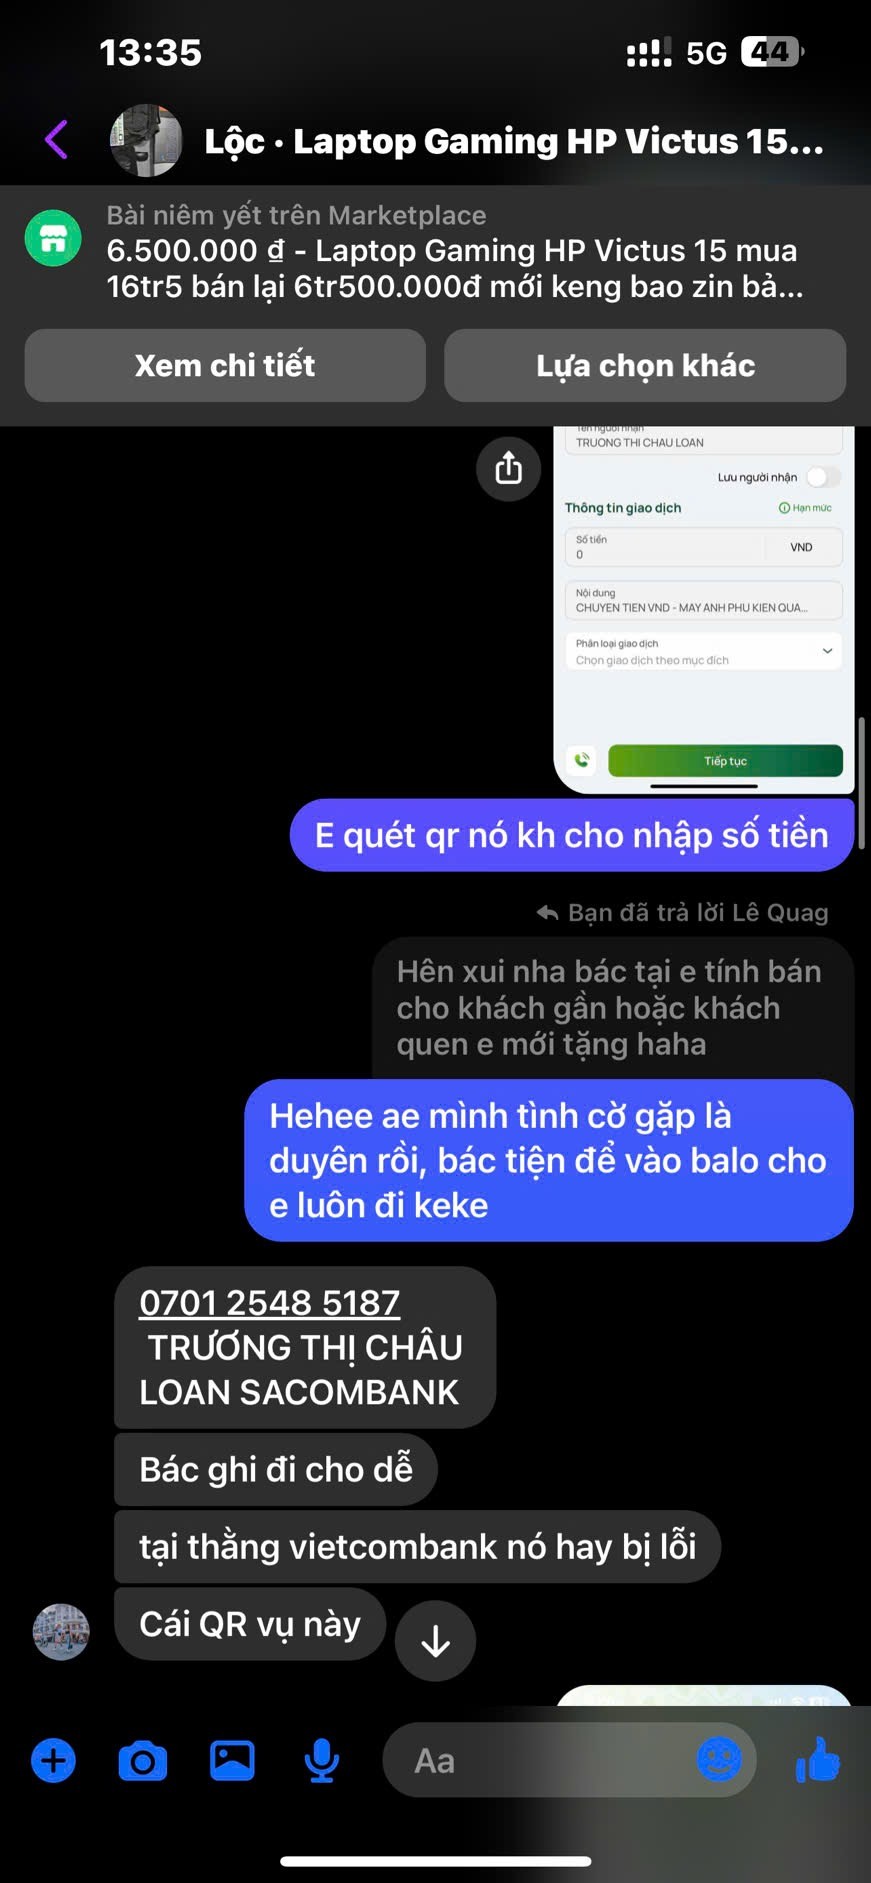 13:35
5G
44
Lộc · Laptop Gaming HP Victus 15...
Bài niêm yết trên Marketplace
6.500.000 ₫ - Laptop Gaming HP Victus 15 mua
16tr5 bán lại 6tr500.000đ mới keng bao zin bả...
Xem chi tiết
Lựa chọn khác
Tên người nhận
TRUONG THI CHAU LOAN
Lưu người nhận
Thông tin giao dịch
Hạn mức
Số tiền
0
VND
Nội dung
CHUYEN TIEN VND - MAY ANH PHU KIEN QUA...
Phân loại giao dịch
Chọn giao dịch theo mục đích
Tiếp tục
E quét qr nó kh cho nhập số tiền
Bạn đã trả lời Lê Quag
Hên xui nha bác tại e tính bán
cho khách gần hoặc khách
quen e mới tặng haha
Hehee ae mình tình cờ gặp là
duyên rồi, bác tiện để vào balo cho
e luôn đi keke
0701 2548 5187
TRƯƠNG THỊ CHÂU
LOAN SACOMBANK
Bác ghi đi cho dễ
tại thằng vietcombank nó hay bị lỗi
Cái QR vụ này
Aa